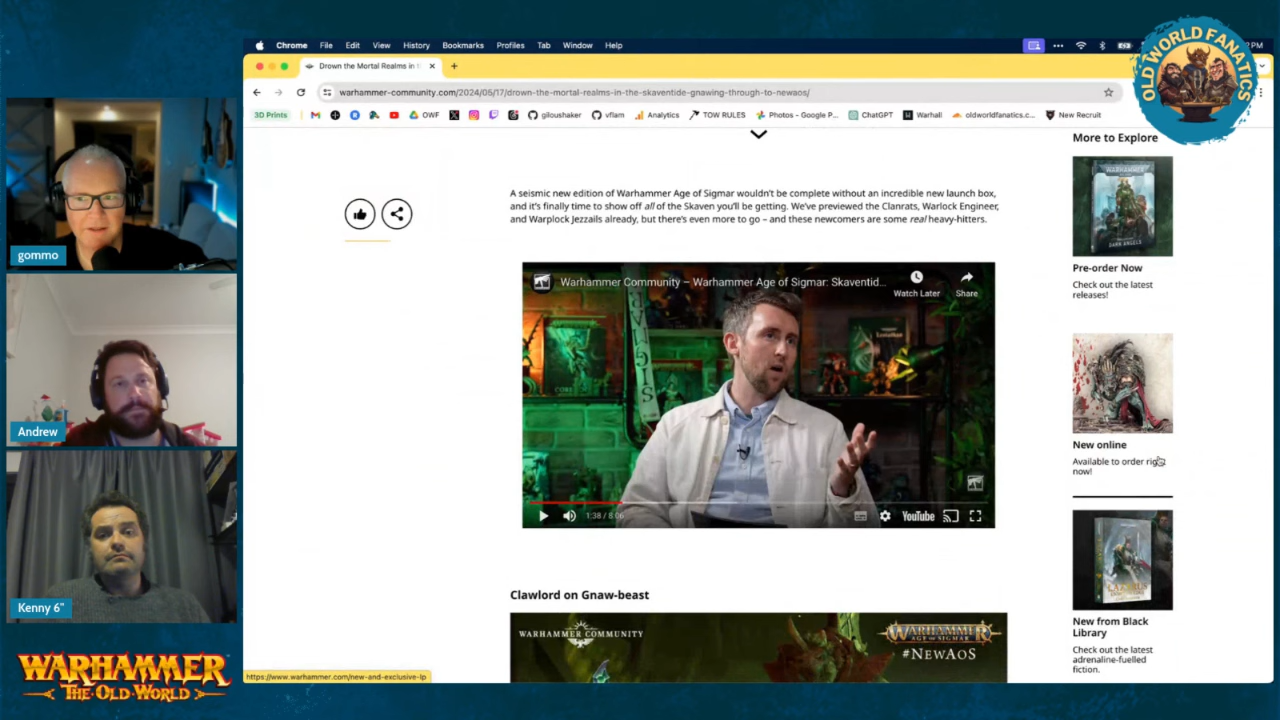 Chrome File Edit View History Bookmarks Profiles Tab Window Help
PM
OLD WORLD FANATICS
Drown the Mortal Realms in t
warhammer-community.com/2024/05/17/drown-the-mortal-realms-in-the-skaventide-gnawing-through-to-newaos/
3D Prints OWF giloushaker vflam Analytics TOW RULES Photos - Google P... ChatGPT Warhall oldworldfanatics.c... New Recruit
gommo
Andrew
Kenny 6"
WARHAMMER
THE OLD WORLD
A seismic new edition of Warhammer Age of Sigmar wouldn't be complete without an incredible new launch box,
and it's finally time to show off all of the Skaven you'll be getting. We've previewed the Clanrats, Warlock Engineer,
and Warplock Jezzails already, but there's even more to go – and these newcomers are some real heavy-hitters.
Warhammer Community – Warhammer Age of Sigmar: Skaventid...
Watch Later
Share
1:38 / 8:06
YouTube
Clawlord on Gnaw-beast
WARHAMMER COMMUNITY
WARHAMMER
AGE OF SIGMAR
#NEWAOS
https://www.warhammer.com/new-and-exclusive-lp
More to Explore
DARK ANGELS
Pre-order Now
Check out the latest
releases!
New online
Available to order right
now!
New from Black
Library
Check out the latest
adrenaline-fuelled
fiction.